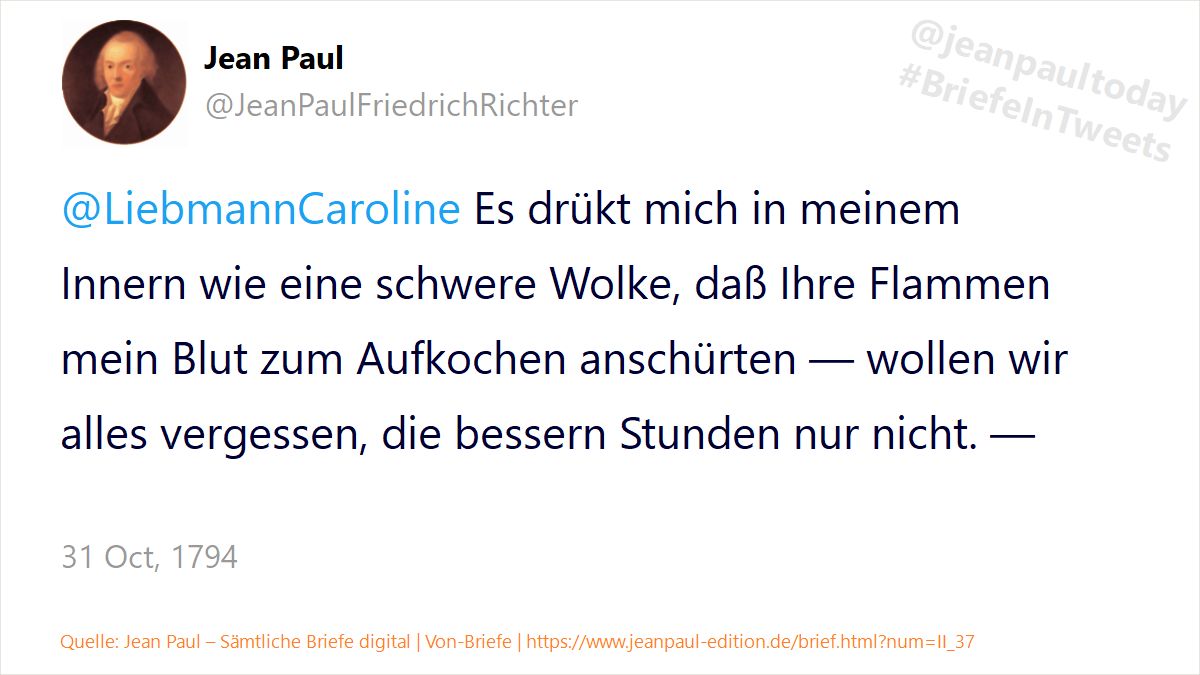 Jean Paul
@JeanPaulFriedrichRichter
@jeanpaultoday
#BriefeInTweets
@LiebmannCaroline Es drükt mich in meinem
Innern wie eine schwere Wolke, daß Ihre Flammen
mein Blut zum Aufkochen anschürten — wollen wir
alles vergessen, die bessern Stunden nur nicht. —
31 Oct, 1794
Quelle: Jean Paul – Sämtliche Briefe digital | Von-Briefe | https://www.jeanpaul-edition.de/brief.html?num=II_37